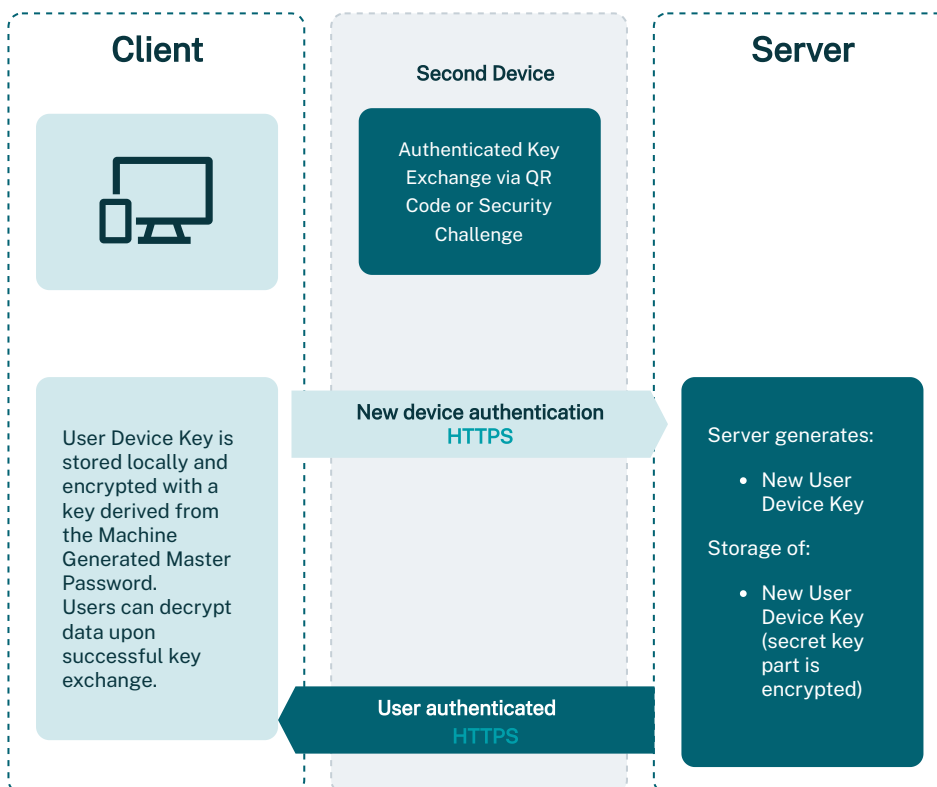 Client
Second Device
Server
Authenticated Key
Exchange via QR
Code or Security
Challenge
New device authentication
HTTPS
User Device Key is
stored locally and
encrypted with a
key derived from
the Machine
Generated Master
Password.
Users can decrypt
data upon
successful key
exchange.
Server generates:
• New User
Device Key
Storage of:
• New User
Device Key
(secret key
part is
encrypted)
User authenticated
HTTPS